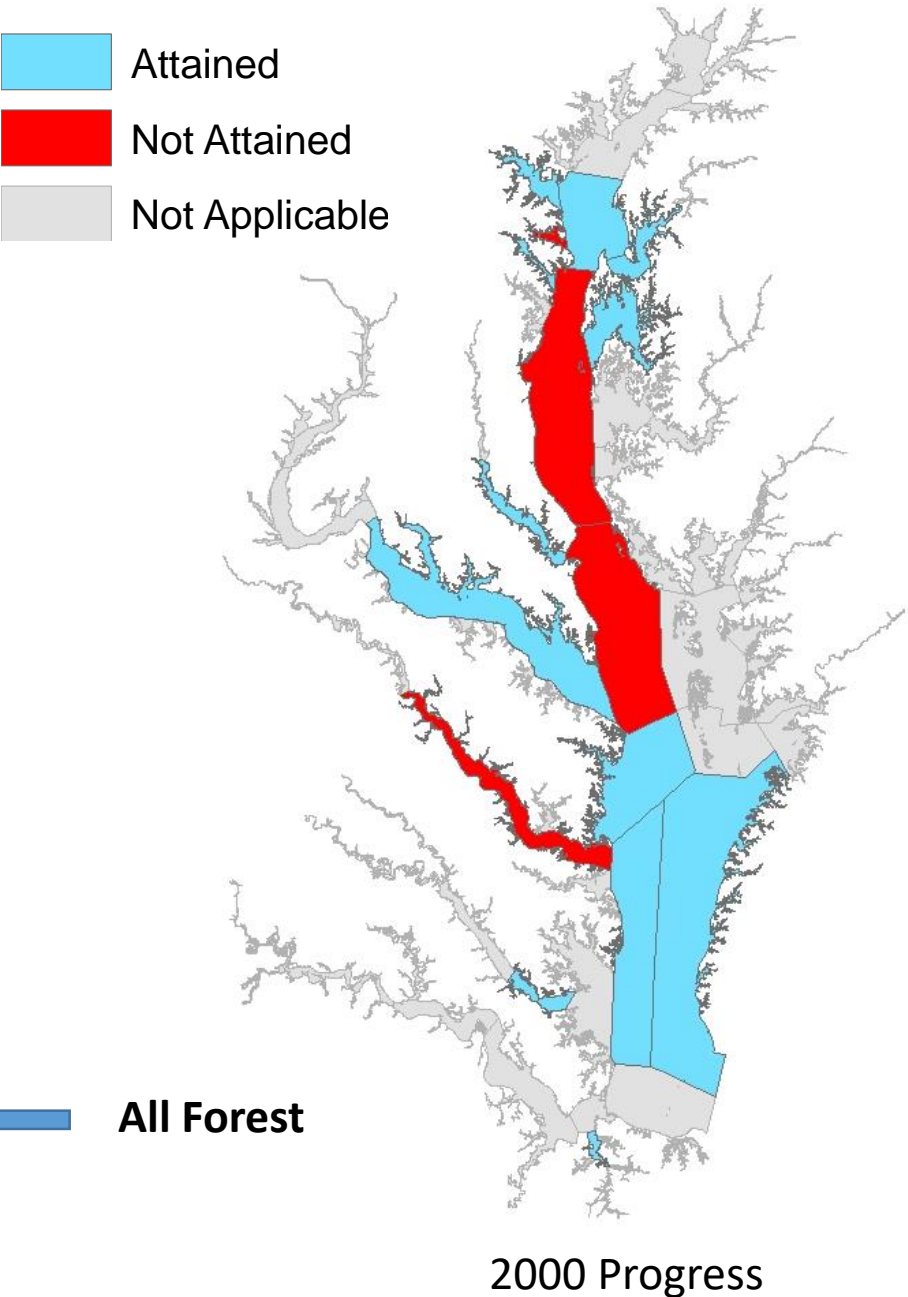 Attained
Not Attained
Not Applicable
All Forest
2000 Progress